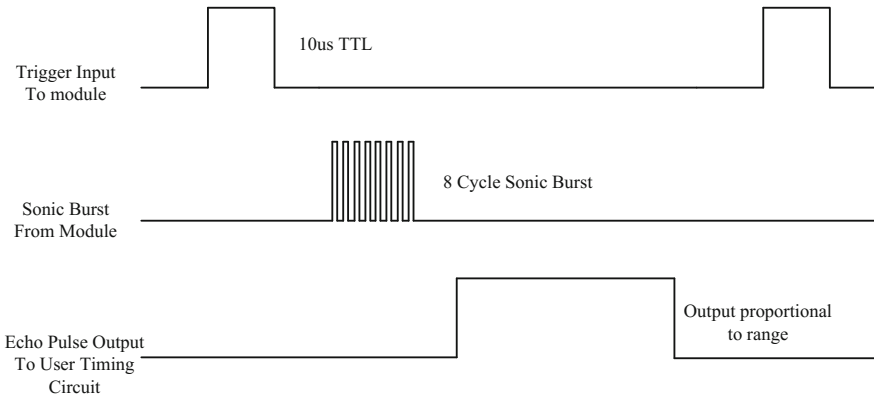 10us TTL
Trigger Input
To module
8 Cycle Sonic Burst
Sonic Burst
From Module
Output proportional
to range
Echo Pulse Output
To User Timing
Circuit